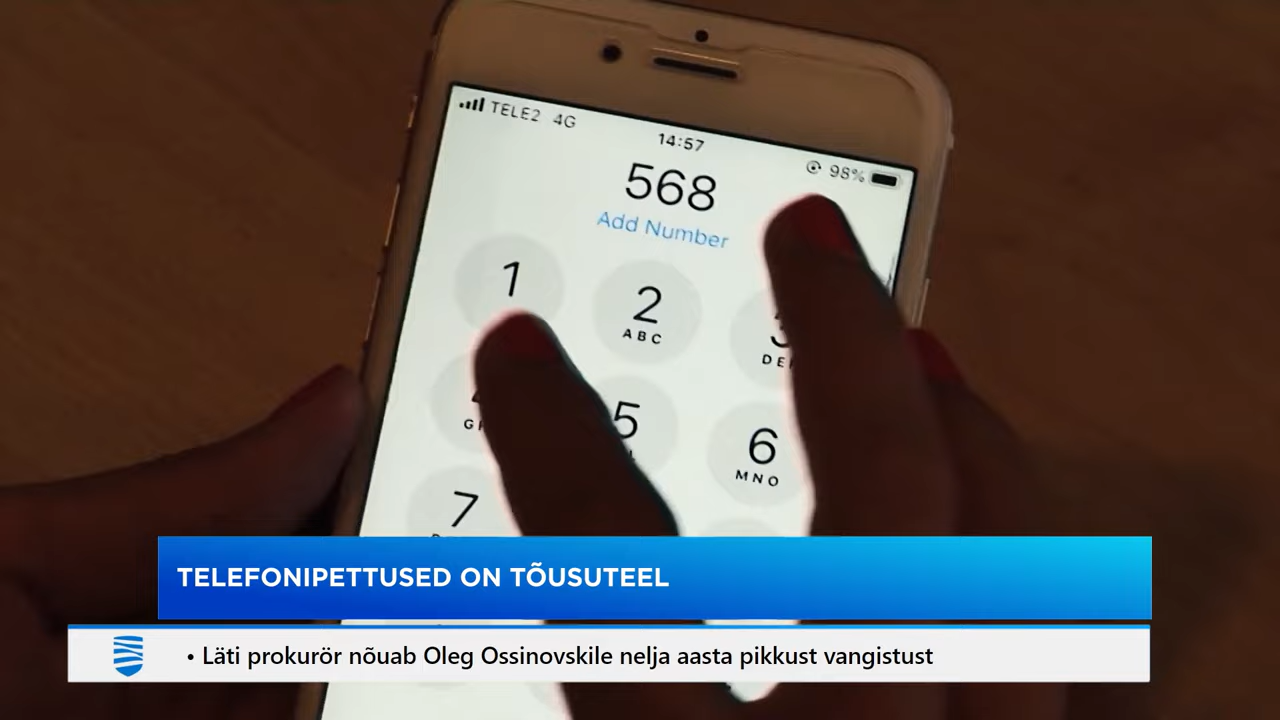 TELE2 4G
14:57
98%
568
Add Number
1
2
ABC
5
6
MNO
7
TELEFONIPETTUSED ON TÕUSUTEEL
• Läti prokurör nõuab Oleg Ossinovskile nelja aasta pikkust vangistust